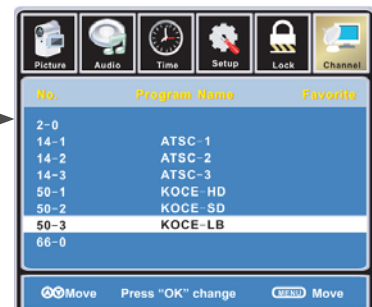 Picture Audio Time Setup Lock Channel
No. Program Name Favorite
2-0
14-1 ATSC-1
14-2 ATSC-2
14-3 ATSC-3
50-1 KOCE-HD
50-2 KOCE-SD
50-3 KOCE-LB
66-0
Move Press “OK” change MENU Move